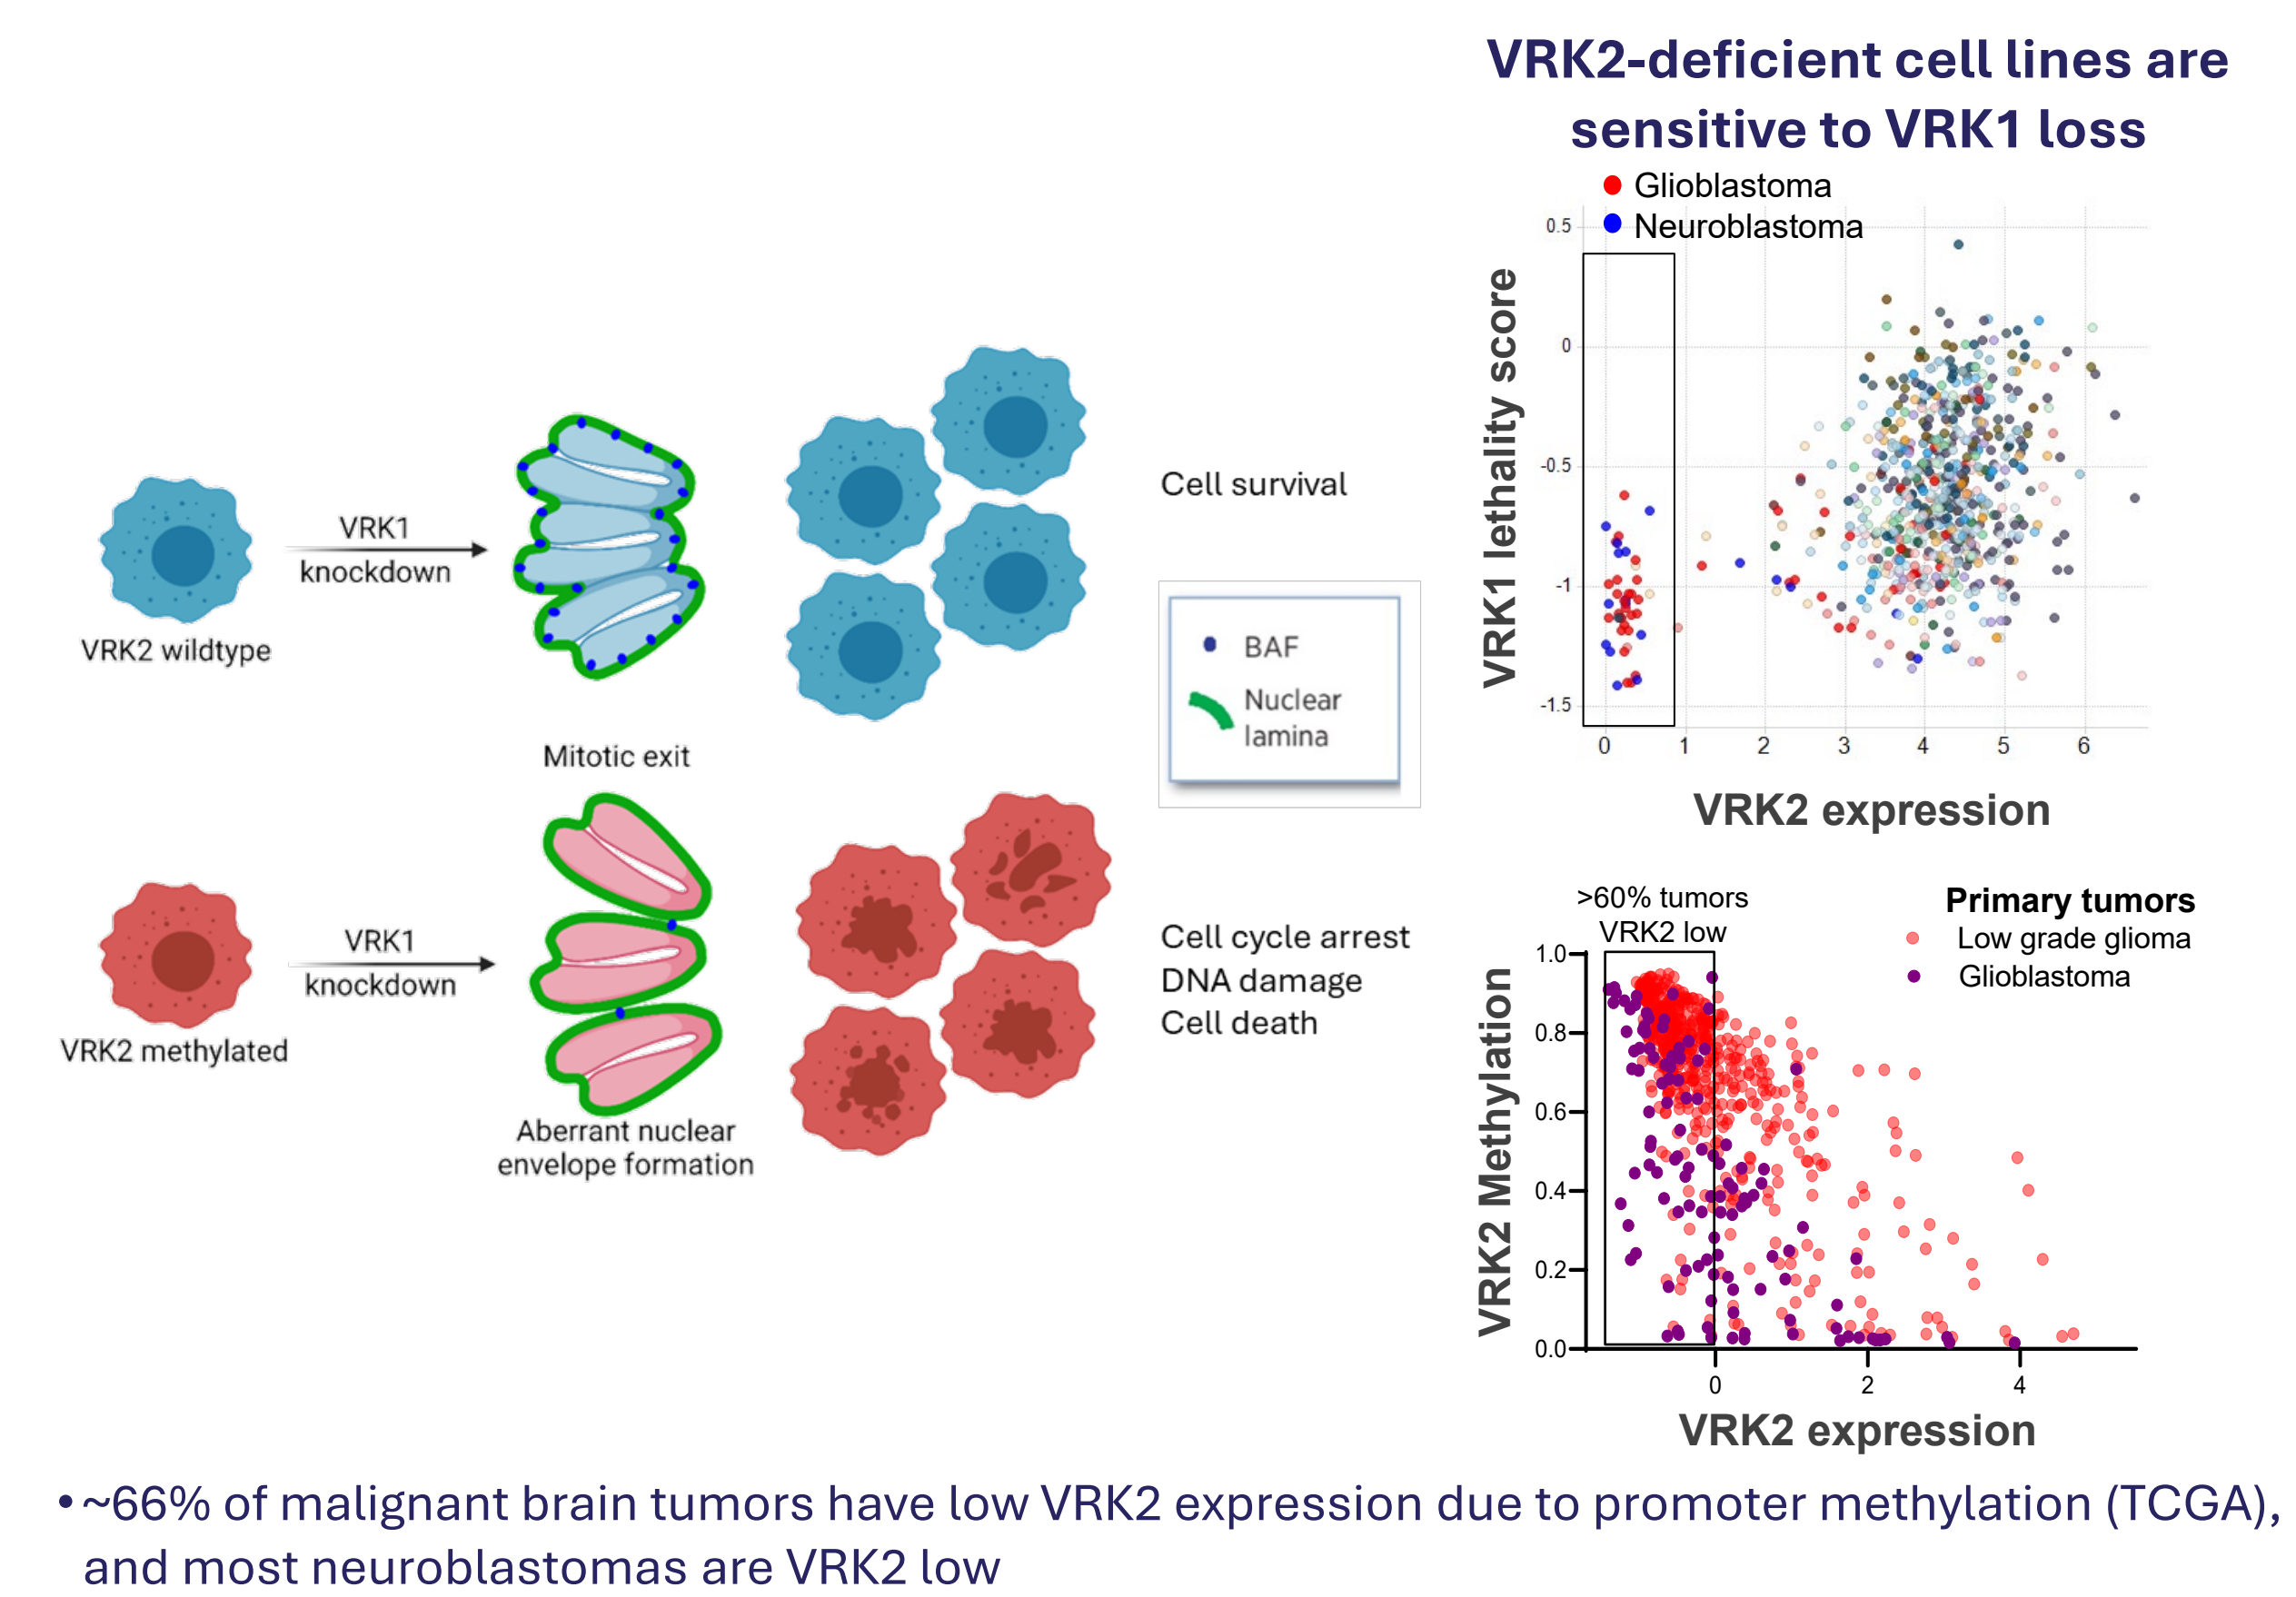 VRK2-deficient cell lines are
sensitive to VRK1 loss
Glioblastoma
Neuroblastoma
VRK1 lethality score
0.5
0
-0.5
-1
-1.5
0 1 2 3 4 5 6
VRK2 expression
VRK2 wildtype
VRK1
knockdown
Mitotic exit
Cell survival
BAF
Nuclear
lamina
VRK2 methylated
VRK1
knockdown
Aberrant nuclear
envelope formation
Cell cycle arrest
DNA damage
Cell death
>60% tumors
VRK2 low
Primary tumors
Low grade glioma
Glioblastoma
VRK2 Methylation
1.0
0.8
0.6
0.4
0.2
0.0
0 2 4
VRK2 expression
• ~66% of malignant brain tumors have low VRK2 expression due to promoter methylation (TCGA),
and most neuroblastomas are VRK2 low